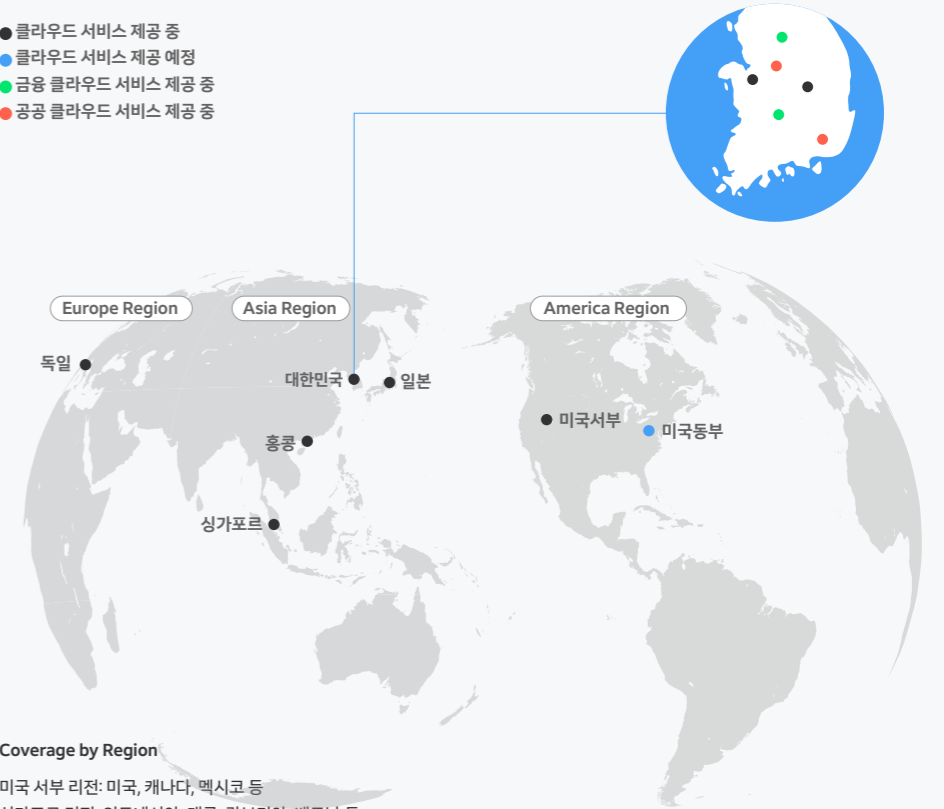 클라우드 서비스 제공 중
클라우드 서비스 제공 예정
금융 클라우드 서비스 제공 중
공공 클라우드 서비스 제공 중
Europe Region
Asia Region
America Region
독일
대한민국
일본
미국서부
미국동부
홍콩
싱가포르
Coverage by Region
미국 서부 리전: 미국, 캐나다, 멕시코 등